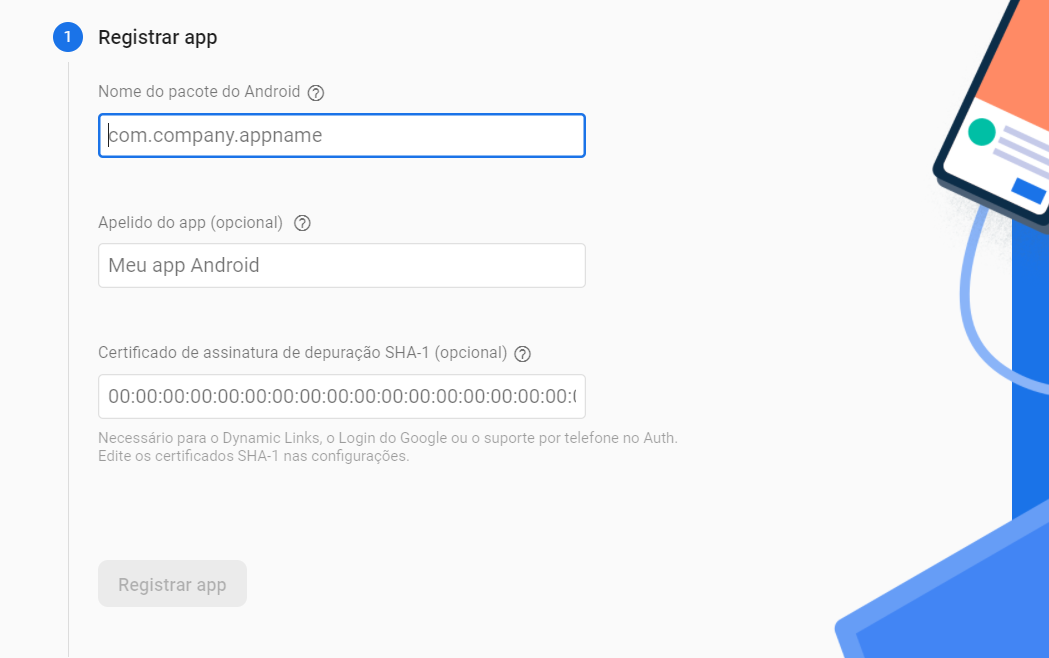 1 Registrar app
Nome do pacote do Android ?
com.company.appname
Apelido do app (opcional) ?
Meu app Android
Certificado de assinatura de depuração SHA-1 (opcional) ?
00:00:00:00:00:00:00:00:00:00:00:00:00:00:00:00:00:
Necessário para o Dynamic Links, o Login do Google ou o suporte por telefone no Auth.
Edite os certificados SHA-1 nas configurações.
Registrar app